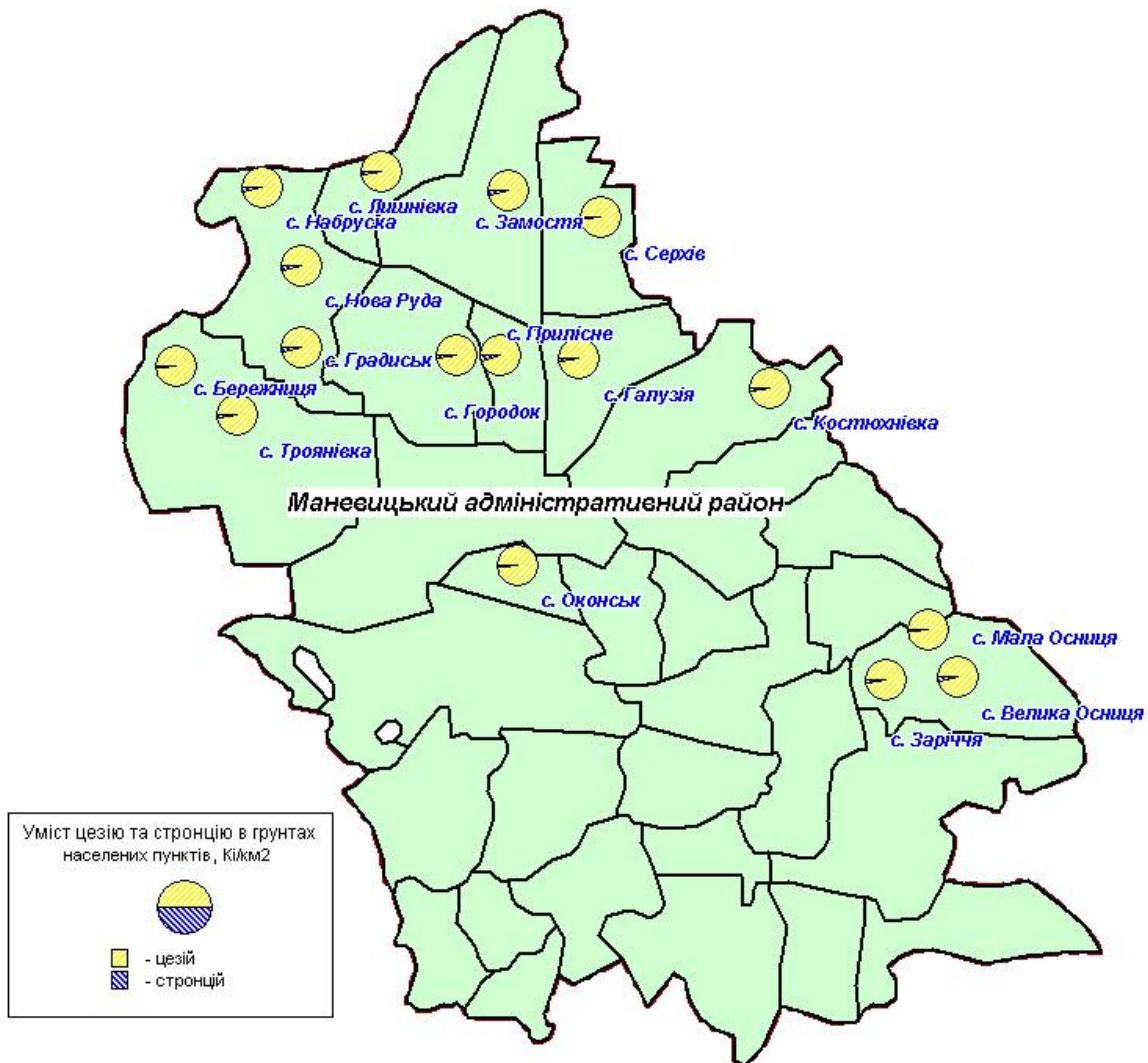 с. Лишнівка
с. Набруска
с. Замостя
с. Серхів
с. Нова Руда
с. Прилісне
с. Градиськ
с. Бережниця
с. Галузія
с. Городок
с. Костюхнівка
с. Троянівка
Маневицький адміністративний район
с. Оконськ
с. Мала Осниця
с. Велика Осниця
с. Заріччя
Уміст цезію та стронцію в грунтах
населених пунктів, Кі/км2
- цезій
- стронцій